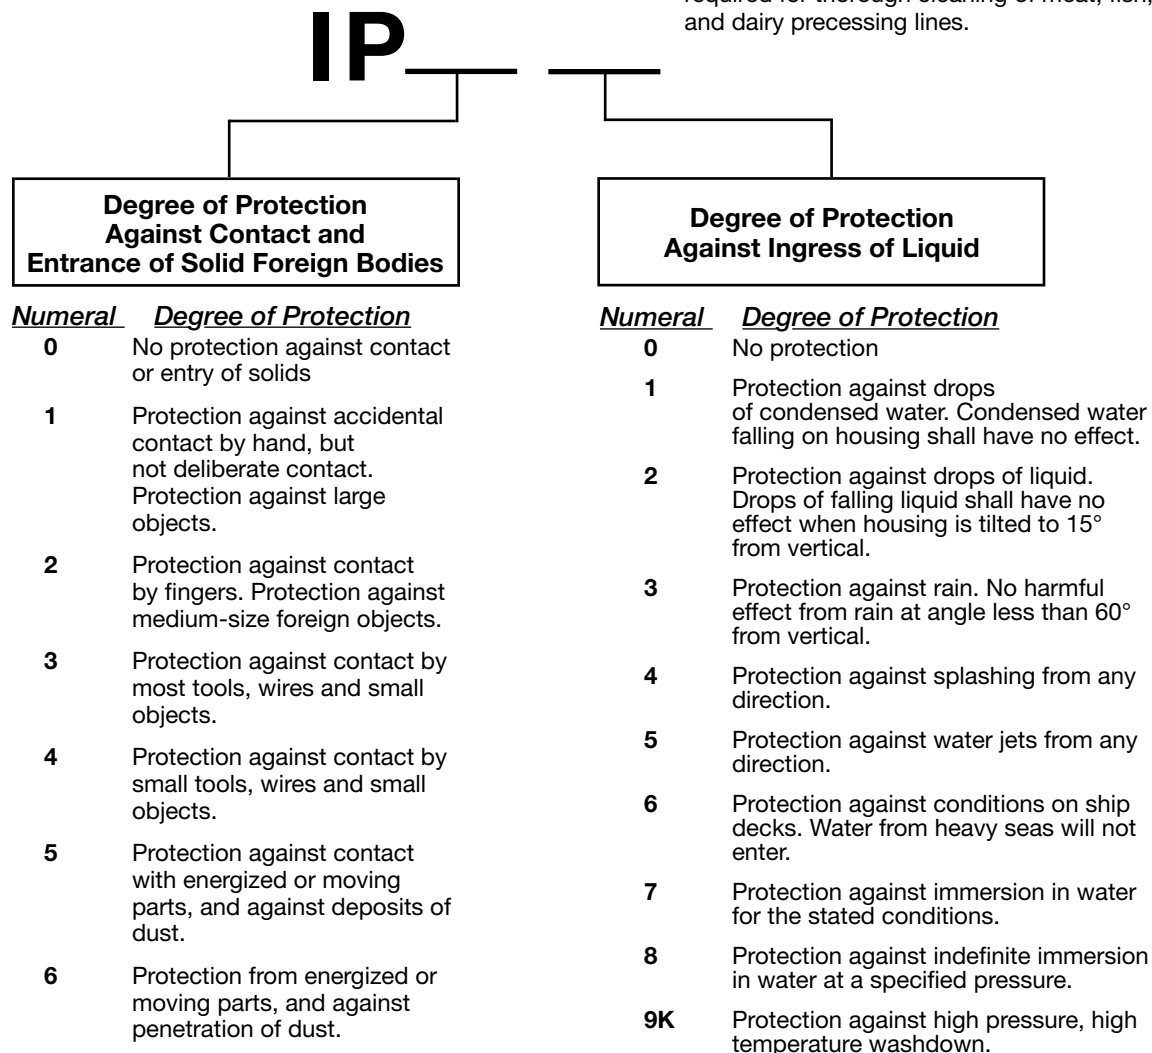 required for thorough cleaning of meat, fish,
and dairy precessing lines.
IP
Degree of Protection
Against Contact and
Entrance of Solid Foreign Bodies
Numeral Degree of Protection
0 No protection against contact
or entry of solids
1 Protection against accidental
contact by hand, but
not deliberate contact.
Protection against large
objects.
2 Protection against contact
by fingers. Protection against
medium-size foreign objects.
3 Protection against contact by
most tools, wires and small
objects.
4 Protection against contact by
small tools, wires and small
objects.
5 Protection against contact
with energized or moving
parts, and against deposits of
dust.
6 Protection from energized or
moving parts, and against
penetration of dust.
Degree of Protection
Against Ingress of Liquid
Numeral Degree of Protection
0 No protection
1 Protection against drops
of condensed water. Condensed water
falling on housing shall have no effect.
2 Protection against drops of liquid.
Drops of falling liquid shall have no
effect when housing is tilted to 15°
from vertical.
3 Protection against rain. No harmful
effect from rain at angle less than 60°
from vertical.
4 Protection against splashing from any
direction.
5 Protection against water jets from any
direction.
6 Protection against conditions on ship
decks. Water from heavy seas will not
enter.
7 Protection against immersion in water
for the stated conditions.
8 Protection against indefinite immersion
in water at a specified pressure.
9K Protection against high pressure, high
temperature washdown.